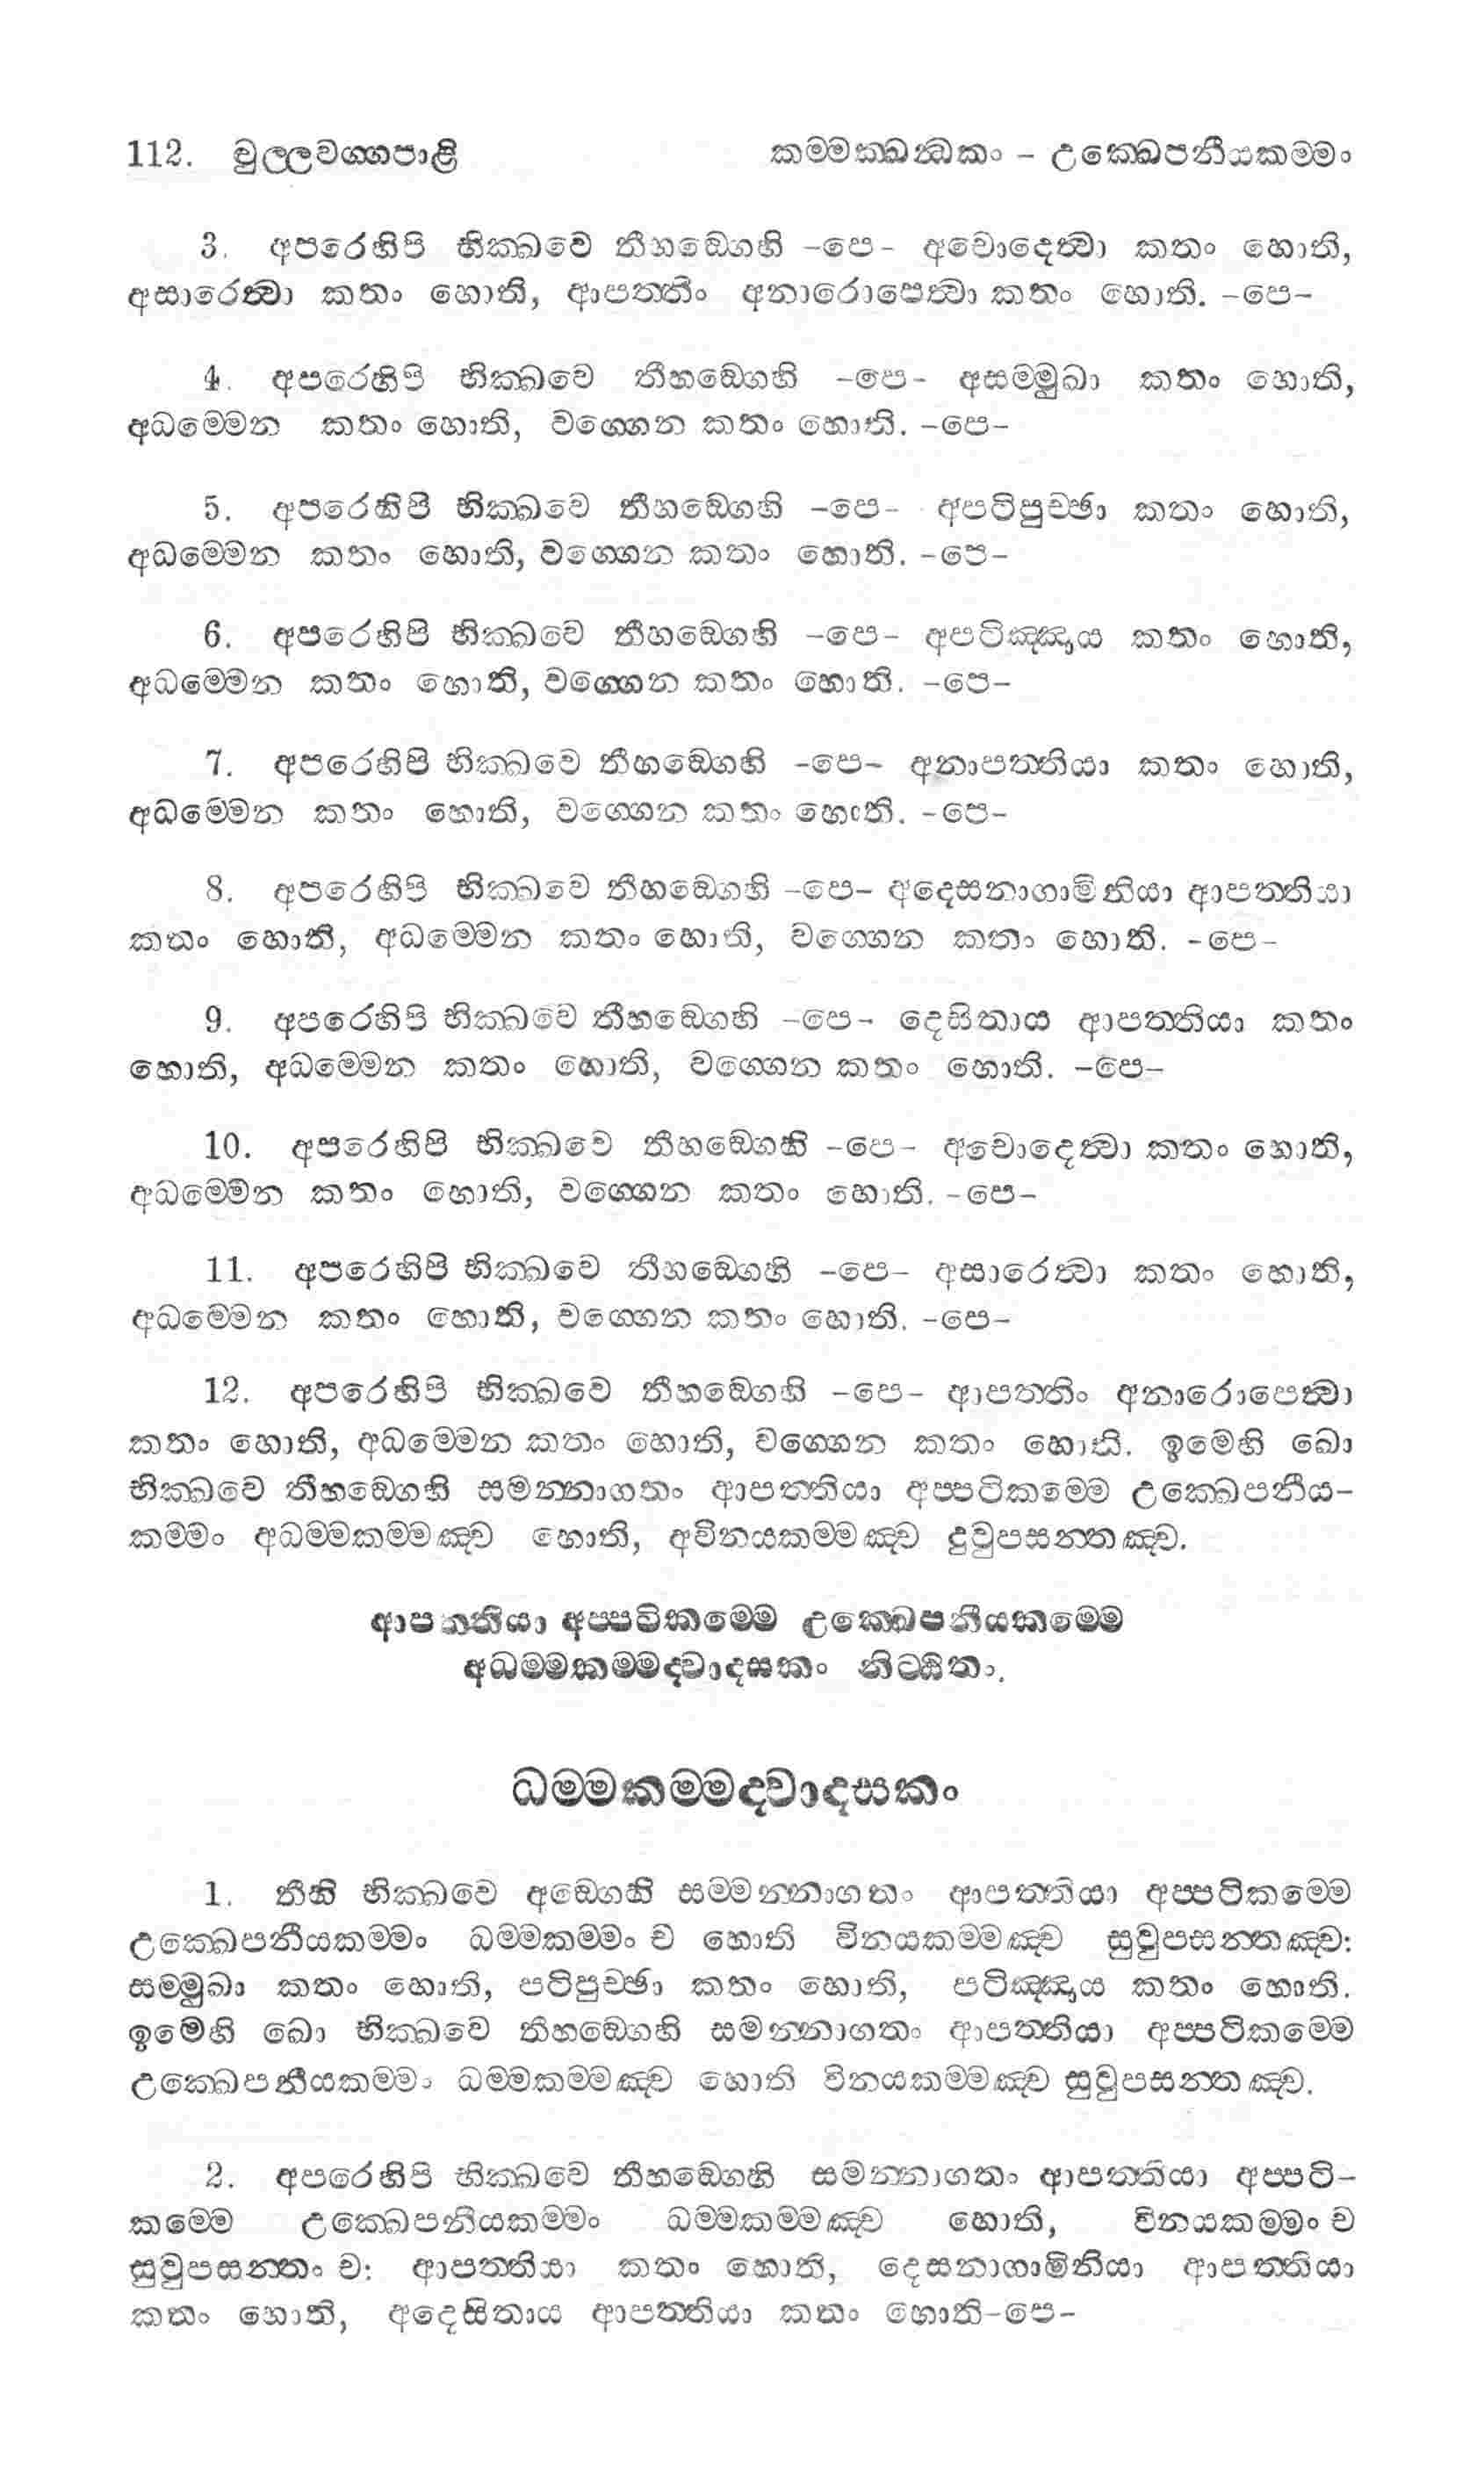 112. චුල්ලවග්ගපාළි කම්මක්ඛන්ධකං – උක්ඛෙපනීයකම්මං
3. අපරෙහිපි භික්ඛවෙ තීහඞ්ගෙහි –පෙ– අචොදෙත්වා කතං හොති,
අසාරෙත්වා කතං හොති, ආපත්තිං අනාරොපෙත්වා කතං හොති. –පෙ–
4. අපරෙහිපි භික්ඛවෙ තීහඞ්ගෙහි –පෙ– අසම්මුඛා කතං හොති,
අධම්මෙන කතං හොති, වග්ගෙන කතං හොති. –පෙ–
5. අපරෙහිපි භික්ඛවෙ තීහඞ්ගෙහි –පෙ– අපටිපුච්ඡා කතං හොති,
අධම්මෙන කතං හොති, වග්ගෙන කතං හොති. –පෙ–
6. අපරෙහිපි භික්ඛවෙ තීහඞ්ගෙහි –පෙ– අපටිඤ්ඤාය කතං හොති,
අධම්මෙන කතං හොති, වග්ගෙන කතං හොති. –පෙ–
7. අපරෙහිපි භික්ඛවෙ තීහඞ්ගෙහි –පෙ– අනාපත්තියා කතං හොති,
අධම්මෙන කතං හොති, වග්ගෙන කතං හොති. –පෙ–
8. අපරෙහිපි භික්ඛවෙ තීහඞ්ගෙහි –පෙ– අදෙසනාගාමිනියා ආපත්තියා
කතං හොති, අධම්මෙන කතං හොති, වග්ගෙන කතං හොති. –පෙ–
9. අපරෙහිපි භික්ඛවෙ තීහඞ්ගෙහි –පෙ– දෙසිතාය ආපත්තියා කතං
හොති, අධම්මෙන කතං හොති, වග්ගෙන කතං හොති. –පෙ–
10. අපරෙහිපි භික්ඛවෙ තීහඞ්ගෙහි –පෙ– අචොදෙත්වා කතං හොති,
අධම්මෙන කතං හොති, වග්ගෙන කතං හොති. –පෙ–
11. අපරෙහිපි භික්ඛවෙ තීහඞ්ගෙහි –පෙ– අසාරෙත්වා කතං හොති,
අධම්මෙන කතං හොති, වග්ගෙන කතං හොති. –පෙ–
12. අපරෙහිපි භික්ඛවෙ තීහඞ්ගෙහි –පෙ– ආපත්තිං අනාරොපෙත්වා
කතං හොති, අධම්මෙන කතං හොති, වග්ගෙන කතං හොති. ඉමෙහි ඛො
භික්ඛවෙ තීහඞ්ගෙහි සමන්නාගතං ආපත්තියා අප්පටිකම්මෙ උක්ඛෙපනීය–
කම්මං අධම්මකම්මඤ්ච හොති, අවිනයකම්මඤ්ච දුවූපසන්තඤ්ච.
ආපත්තියා අප්පටිකම්මෙ උක්ඛෙපනීයකම්මෙ
අධම්මකම්මද්වාදසකං නිට්ඨිතං.
ධම්මකම්මද්වාදසකං
1. තීහි භික්ඛවෙ අඞ්ගෙහි සම්මන්නාගතං ආපත්තියා අප්පටිකම්මෙ
උක්ඛෙපනීයකම්මං ධම්මකම්මං ච හොති විනයකම්මඤ්ච සුවූපසන්තඤ්ච:
සම්මුඛා කතං හොති, පටිපුච්ඡා කතං හොති, පටිඤ්ඤාය කතං හොති.
ඉමෙහි ඛො භික්ඛවෙ තීහඞ්ගෙහි සමන්නාගතං ආපත්තියා අප්පටිකම්මෙ
උක්ඛෙපනීයකම්මං ධම්මකම්මඤ්ච හොති විනයකම්මඤ්ච සුවූපසන්තඤ්ච.
2. අපරෙහිපි භික්ඛවෙ තීහඞ්ගෙහි සමන්නාගතං ආපත්තියා අප්පටි–
කම්මෙ උක්ඛෙපනීයකම්මං ධම්මකම්මඤ්ච හොති, විනයකම්මං ච
සුවූපසන්තං ච: ආපත්තියා කතං හොති, දෙසනාගාමිනියා ආපත්තියා
කතං හොති, අදෙසිතාය ආපත්තියා කතං හොති–පෙ–